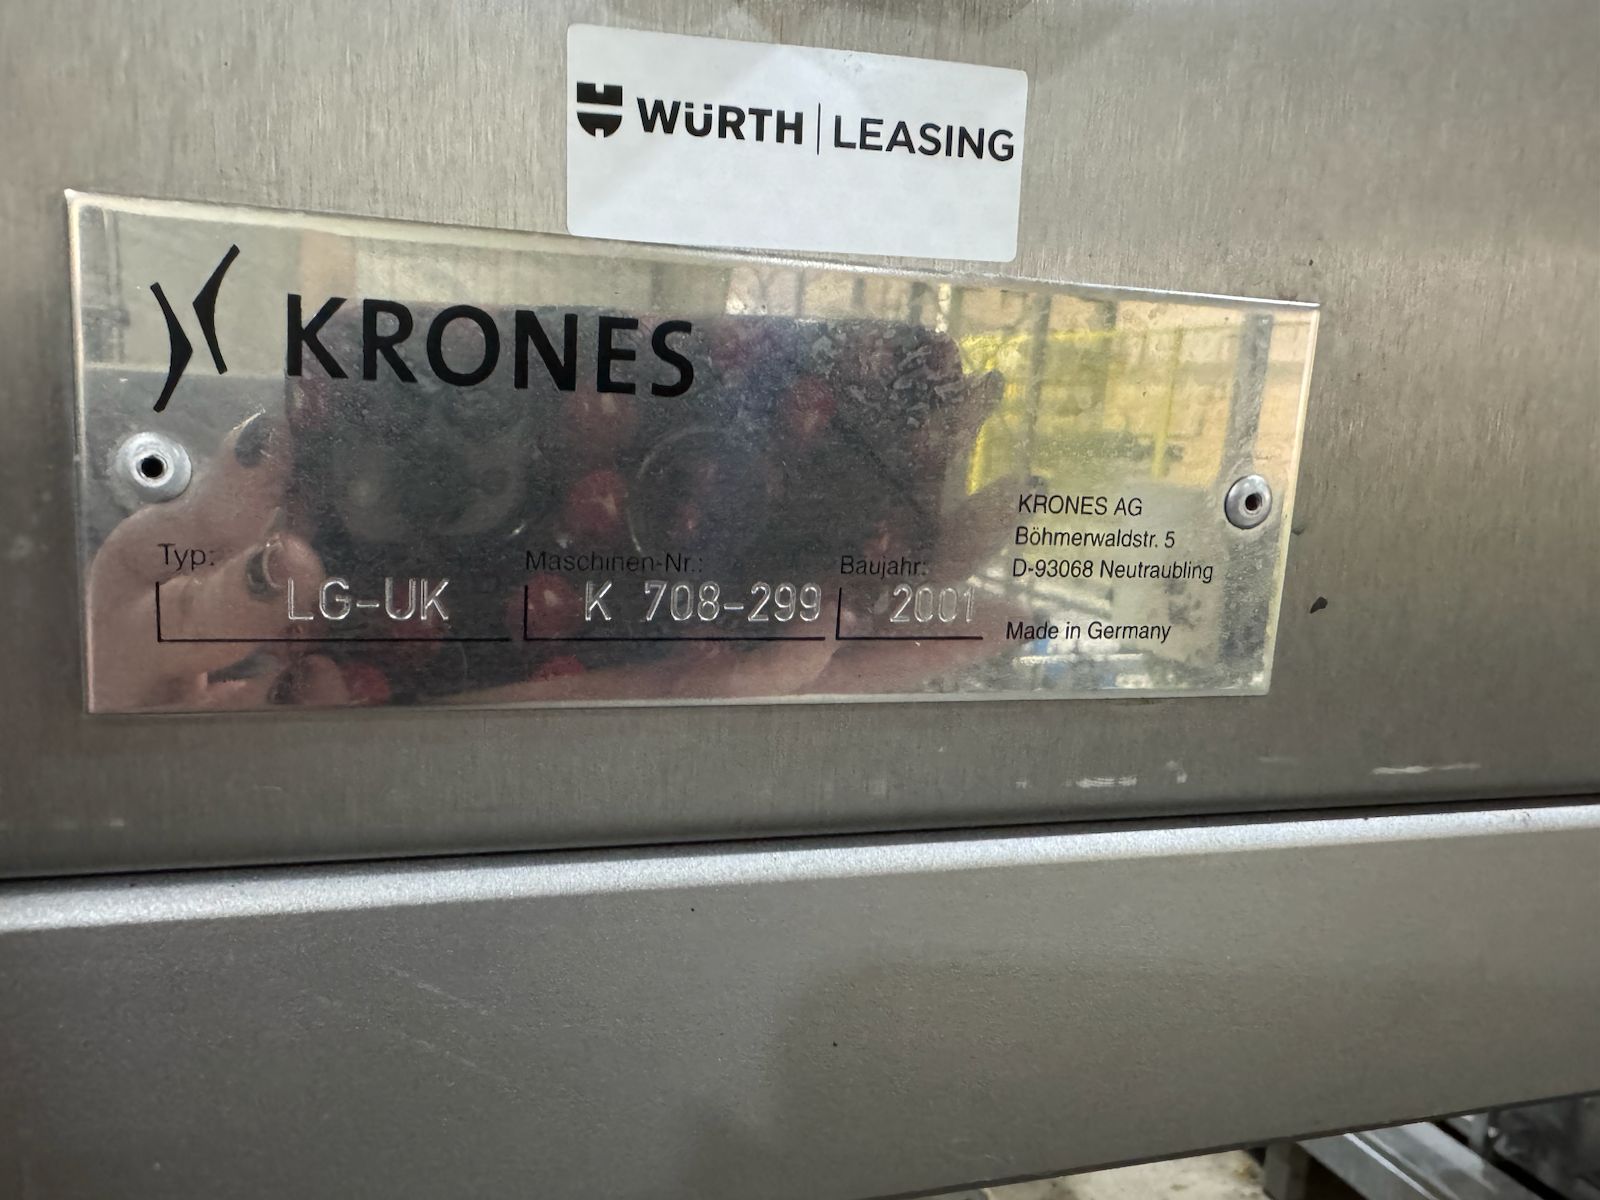 WÜRTH | LEASING
KRONES
KRONES AG
Böhmerwaldstr. 5
D-93068 Neutraubling
Typ: Maschinen-Nr.: Baujahr:
LG-UK K 708-299 2001
Made in Germany